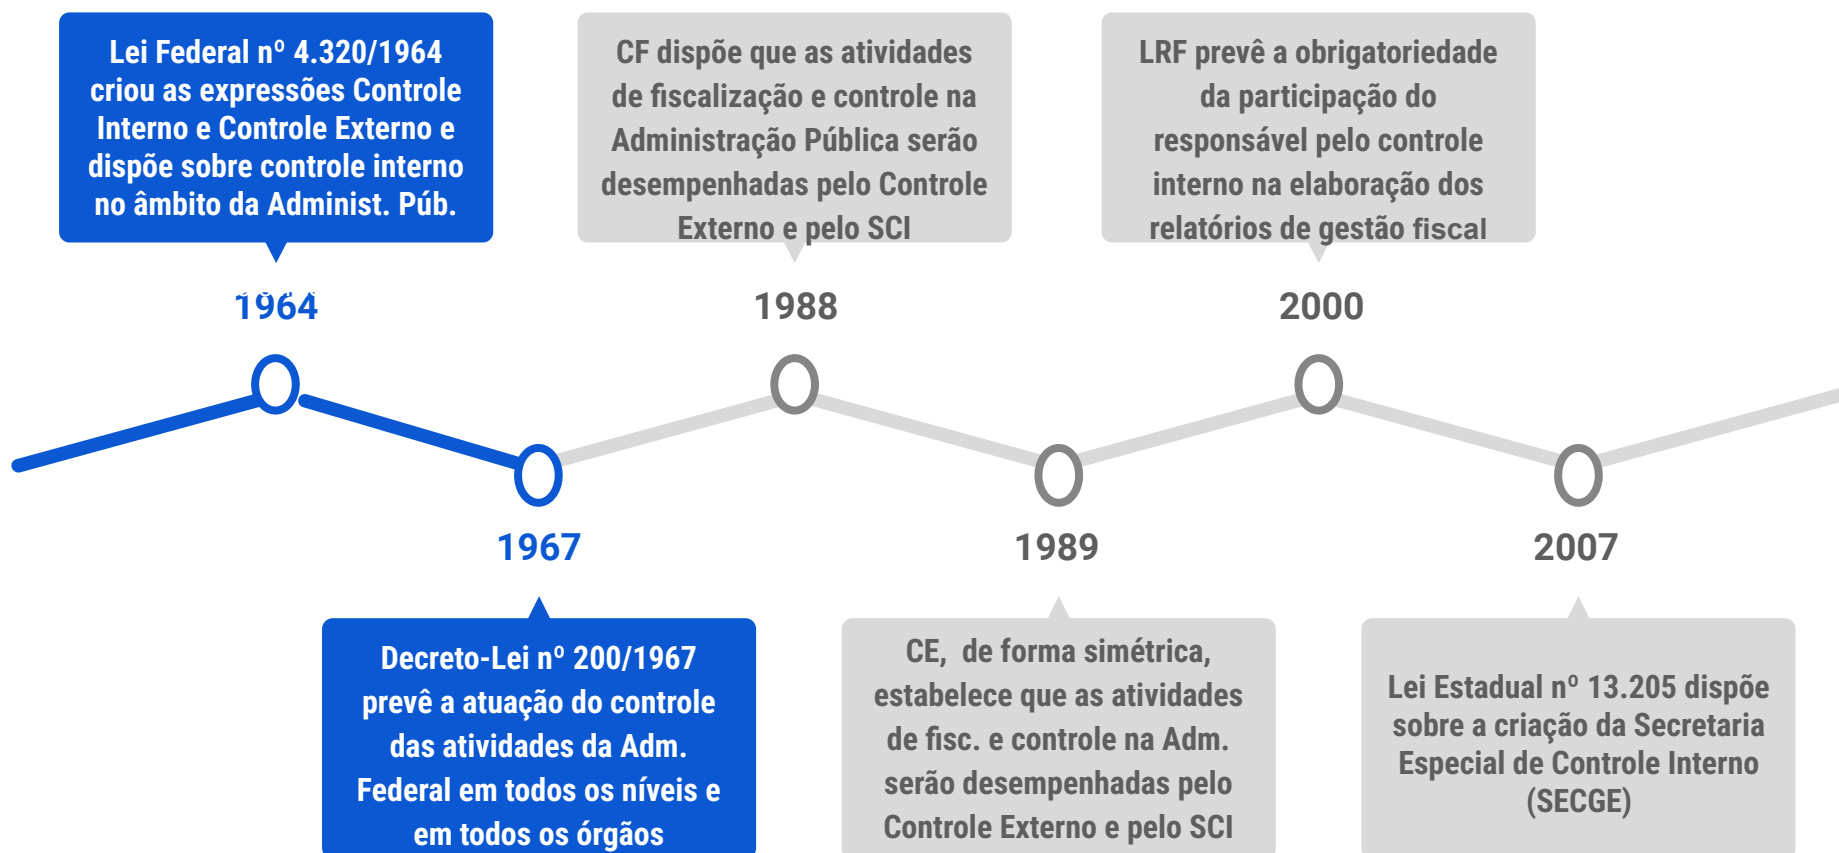 Lei Federal nº 4.320/1964
criou as expressões Controle
Interno e Controle Externo e
dispõe sobre controle interno
no âmbito da Administ. Púb.
1964
CF dispõe que as atividades
de fiscalização e controle na
Administração Pública serão
desempenhadas pelo Controle
Externo e pelo SCI
1988
LRF prevê a obrigatoriedade
da participação do
responsável pelo controle
interno na elaboração dos
relatórios de gestão fiscal
2000
1967
Decreto-Lei nº 200/1967
prevê a atuação do controle
das atividades da Adm.
Federal em todos os níveis e
em todos os órgãos
1989
CE,  de forma simétrica,
estabelece que as atividades
de fisc. e controle na Adm.
serão desempenhadas pelo
Controle Externo e pelo SCI
2007
Lei Estadual nº 13.205 dispõe
sobre a criação da Secretaria
Especial de Controle Interno
(SECGE)